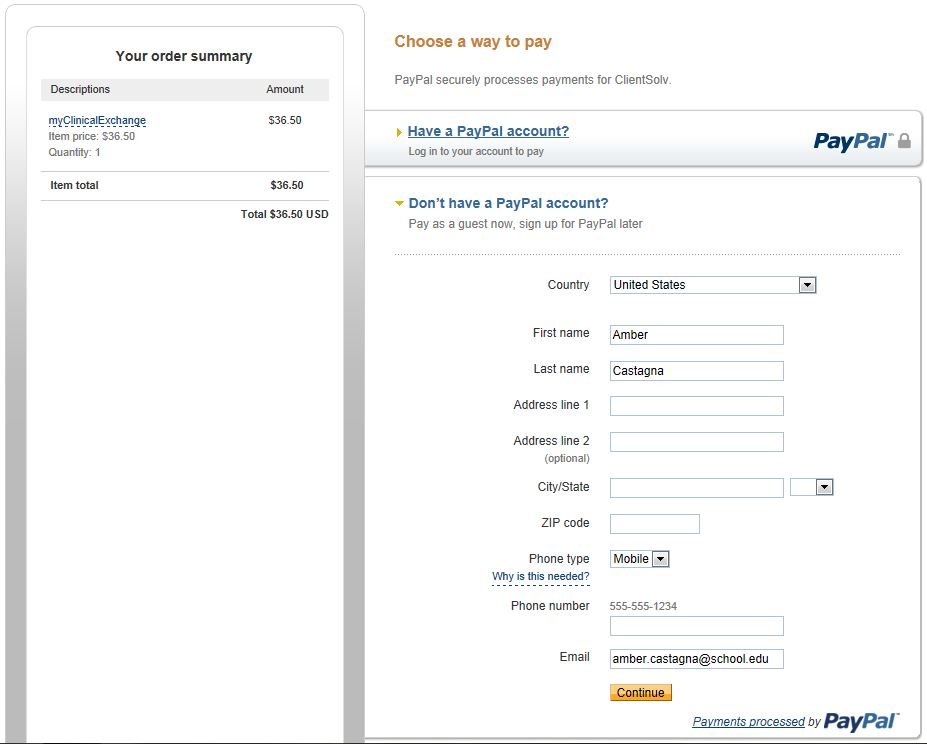 Your order summary
Descriptions Amount
myClinicalExchange $36.50
Item price: $36.50
Quantity: 1
Item total $36.50
Total $36.50 USD
Choose a way to pay
PayPal securely processes payments for ClientSolv.
Have a PayPal account?
Log in to your account to pay
PayPal
Don't have a PayPal account?
Pay as a guest now, sign up for PayPal later
Country United States
First name Amber
Last name Castagna
Address line 1
Address line 2
(optional)
City/State
ZIP code
Phone type Mobile
Why is this needed?
Phone number 555-555-1234
Email amber.castagna@school.edu
Continue
Payments processed by PayPal